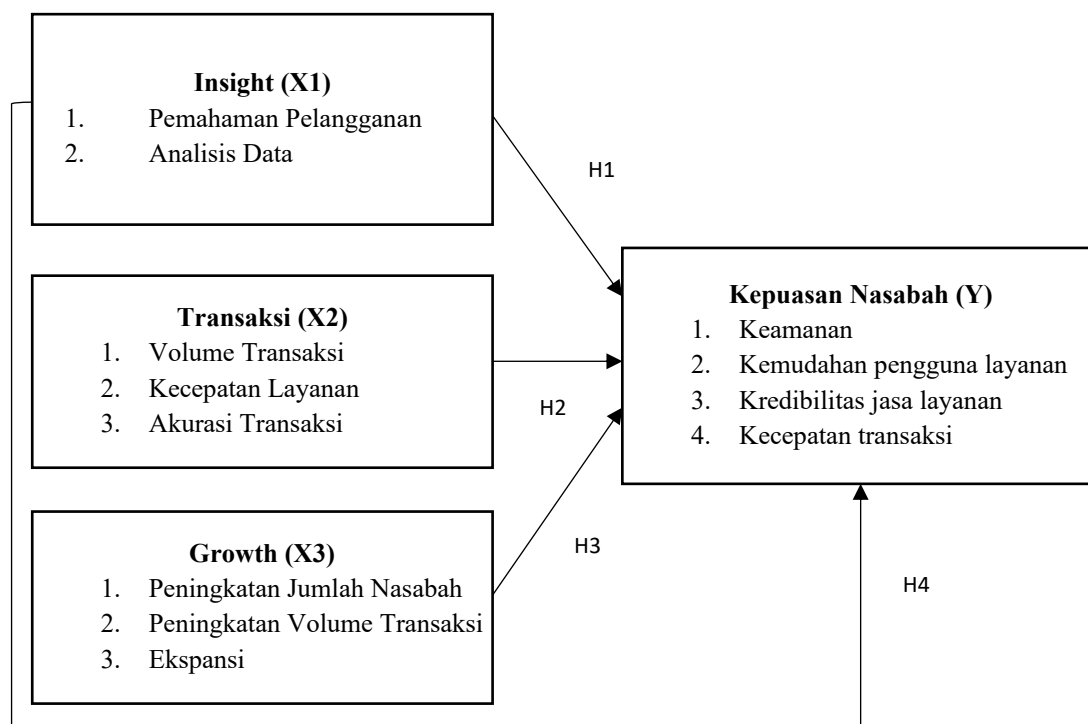 Insight (X1)
1. Pemahaman Pelangganan
2. Analisis Data
H1
Transaksi (X2)
1. Volume Transaksi
2. Kecepatan Layanan
3. Akurasi Transaksi
H2
Kepuasan Nasabah (Y)
1. Keamanan
2. Kemudahan pengguna layanan
3. Kredibilitas jasa layanan
4. Kecepatan transaksi
Growth (X3)
1. Peningkatan Jumlah Nasabah
2. Peningkatan Volume Transaksi
3. Ekspansi
H3
H4